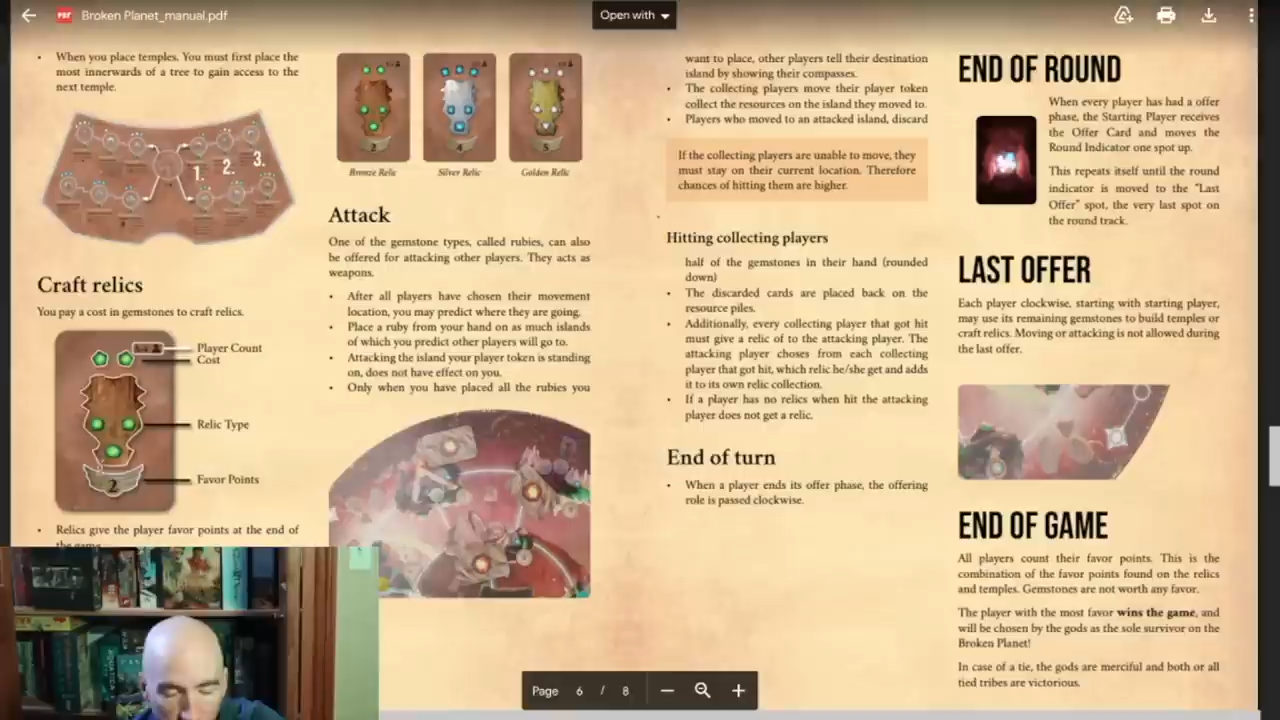 Broken Planet_manual.pdf
Open with
• When you place temples. You must first place the
most innerwards of a tree to gain access to the
next temple.
1.
2.
3.
Craft relics
You pay a cost in gemstones to craft relics.
Player Count
Cost
Relic Type
Favor Points
2
• Relics give the player favor points at the end of
the game.
2
4
5
Bronze Relic
Silver Relic
Golden Relic
Attack
One of the gemstone types, called rubies, can also
be offered for attacking other players. They acts as
weapons.
• After all players have chosen their movement
location, you may predict where they are going.
• Place a ruby from your hand on as much islands
of which you predict other players will go to.
• Attacking the island your player token is standing
on, does not have effect on you.
• Only when you have placed all the rubies you
want to place, other players tell their destination
island by showing their compasses.
• The collecting players move their player token
collect the resources on the island they moved to.
• Players who moved to an attacked island, discard
If the collecting players are unable to move, they
must stay on their current location. Therefore
chances of hitting them are higher.
Hitting collecting players
half of the gemstones in their hand (rounded
down)
• The discarded cards are placed back on the
resource piles.
• Additionally, every collecting player that got hit
must give a relic of to the attacking player. The
attacking player choses from each collecting
player that got hit, which relic he/she get and adds
it to its own relic collection.
• If a player has no relics when hit the attacking
player does not get a relic.
End of turn
• When a player ends its offer phase, the offering
role is passed clockwise.
END OF ROUND
When every player has had a offer
phase, the Starting Player receives
the Offer Card and moves the
Round Indicator one spot up.
This repeats itself until the round
indicator is moved to the "Last
Offer" spot, the very last spot on
the round track.
LAST OFFER
Each player clockwise, starting with starting player,
may use its remaining gemstones to build temples or
craft relics. Moving or attacking is not allowed during
the last offer.
END OF GAME
All players count their favor points. This is the
combination of the favor points found on the relics
and temples. Gemstones are not worth any favor.
The player with the most favor wins the game, and
will be chosen by the gods as the sole survivor on the
Broken Planet!
In case of a tie, the gods are merciful and both or all
tied tribes are victorious.
Page 6 / 8